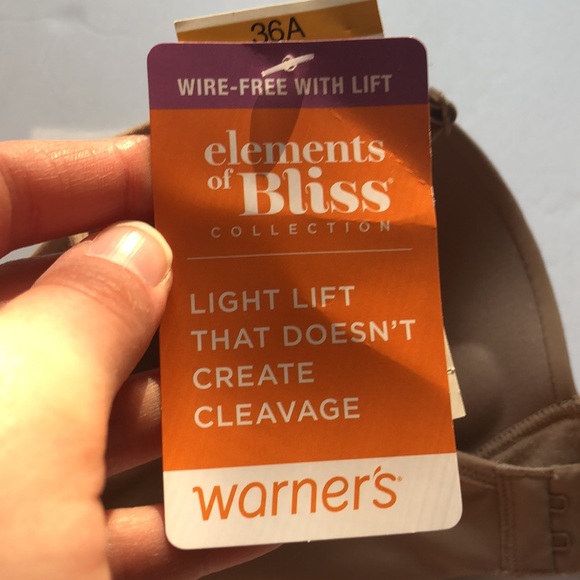 36A
WIRE-FREE WITH LIFT
elements
of Bliss®
COLLECTION
LIGHT LIFT
THAT DOESN'T
CREATE
CLEAVAGE
warner's®